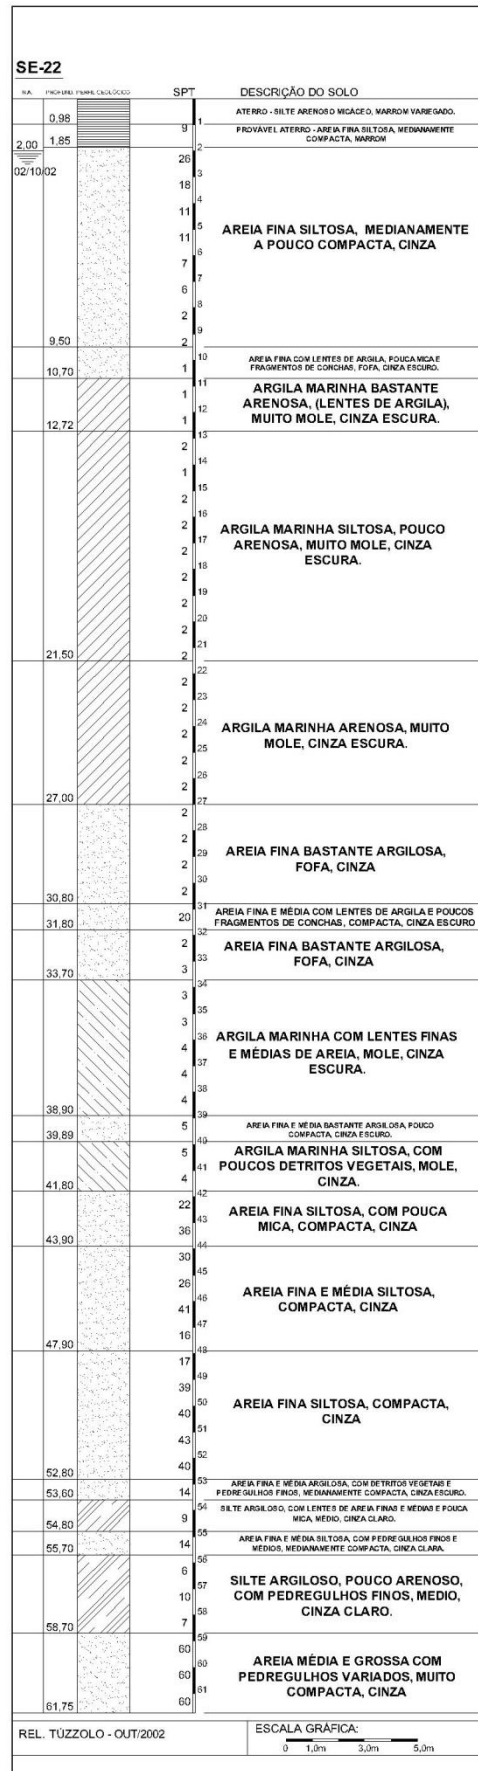 SE-22
N.A. PROFUND. PERFIL GEOLÓGICO SPT DESCRIÇÃO DO SOLO
ATERRO - SILTE ARENOSO MICÁCEO, MARROM VARIEGADO.
0,98
1
9
PROVÁVEL ATERRO - AREIA FINA SILTOSA, MEDIANAMENTE
COMPACTA, MARROM
2,00 1,85
2
02/10/02
26
3
18
4
11
5
AREIA FINA SILTOSA, MEDIANAMENTE
A POUCO COMPACTA, CINZA
11
6
7
7
6
8
2
9
9,50
2
10
AREIA FINA COM LENTES DE ARGILA, POUCA MICA E
FRAGMENTOS DE CONCHAS, FOFA, CINZA ESCURO.
10,70
1
11
ARGILA MARINHA BASTANTE
ARENOSA, (LENTES DE ARGILA),
MUITO MOLE, CINZA ESCURA.
1
12
12,72
1
13
2
14
1
15
2
16
2
17
ARGILA MARINHA SILTOSA, POUCO
ARENOSA, MUITO MOLE, CINZA
ESCURA.
2
18
2
19
2
20
2
21
21,50
2
22
2
23
2
24
ARGILA MARINHA ARENOSA, MUITO
MOLE, CINZA ESCURA.
2
25
2
26
2
27,00
27
2
28
2
29
AREIA FINA BASTANTE ARGILOSA,
FOFA, CINZA
2
30
30,80
2
31
AREIA FINA E MÉDIA COM LENTES DE ARGILA E POUCOS
FRAGMENTOS DE CONCHAS, COMPACTA, CINZA ESCURO
31,80
20
32
AREIA FINA BASTANTE ARGILOSA,
FOFA, CINZA
2
33
33,70
3
34
3
35
3
36
ARGILA MARINHA COM LENTES FINAS
E MÉDIAS DE AREIA, MOLE, CINZA
ESCURA.
4
37
4
38
38,90
4
39
AREIA FINA E MÉDIA BASTANTE ARGILOSA, POUCO
COMPACTA, CINZA ESCURO.
39,89
5
40
ARGILA MARINHA SILTOSA, COM
POUCOS DETRITOS VEGETAIS, MOLE,
CINZA.
5
41
41,80
4
42
22
43
AREIA FINA SILTOSA, COM POUCA
MICA, COMPACTA, CINZA
43,90
36
44
30
45
26
46
AREIA FINA E MÉDIA SILTOSA,
COMPACTA, CINZA
41
47
47,90
16
48
17
49
39
50
AREIA FINA SILTOSA, COMPACTA,
CINZA
40
51
43
52
52,80
40
53
AREIA FINA E MÉDIA ARGILOSA, COM DETRITOS VEGETAIS E
PEDREGULHOS FINOS, MEDIANAMENTE COMPACTA, CINZA ESCURO.
53,60
14
54
SILTE ARGILOSO, COM LENTES DE AREIA FINAS E MÉDIAS E POUCA
MICA, MÉDIO, CINZA CLARO.
54,80
9
55
AREIA FINA E MÉDIA SILTOSA, COM PEDREGULHOS FINOS E
MÉDIOS, MEDIANAMENTE COMPACTA, CINZA CLARA.
55,70
14
56
6
57
SILTE ARGILOSO, POUCO ARENOSO,
COM PEDREGULHOS FINOS, MEDIO,
CINZA CLARO.
10
58
58,70
7
59
60
60
AREIA MÉDIA E GROSSA COM
PEDREGULHOS VARIADOS, MUITO
COMPACTA, CINZA
60
61
61,75
60
REL. TÚZZOLO - OUT/2002
ESCALA GRÁFICA:
0 1,0m 3,0m 5,0m